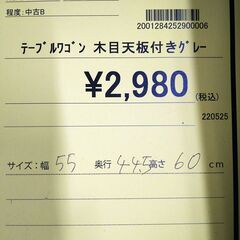 程度:中古B
2001284252900006
ﾃｰﾌﾞﾙﾜｺﾞﾝ 木目天板付きｸﾞﾚｰ
¥2,980
(税込)
220525
サイズ:幅 55 奥行 44.5 高さ 60 cm